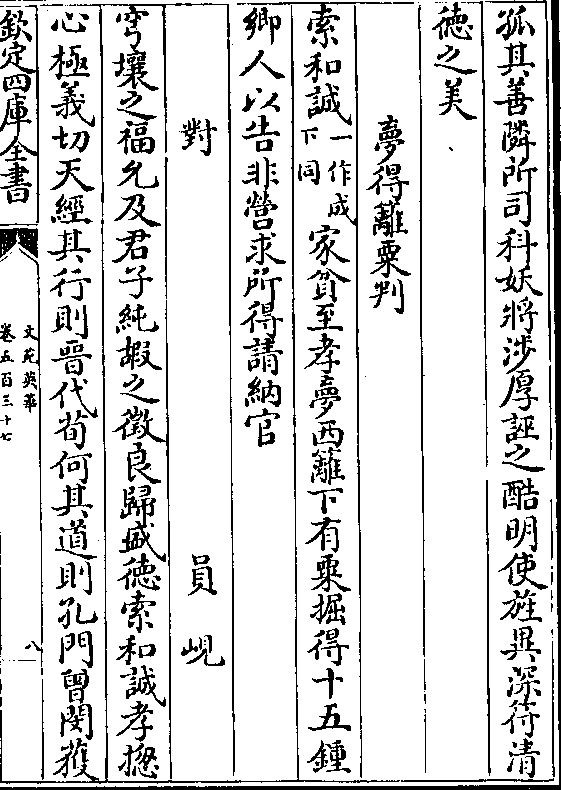 孤其善隣所司科妖將涉厚誣之酷明使旌異深符清
徳之美
夢得籬粟判
索和誠一作成下同家貧至孝夢西籬下有粟掘得十五鍾
鄉人以告非營求所得請納官
對 員峴
穹壤之福允及君子純嘏之徵良歸盛徳索和誠孝摠
心極義切天經其行則晉代荀何其道則孔門曾閔獲
欽定四庫全書
文苑英華
卷五百三十七
八